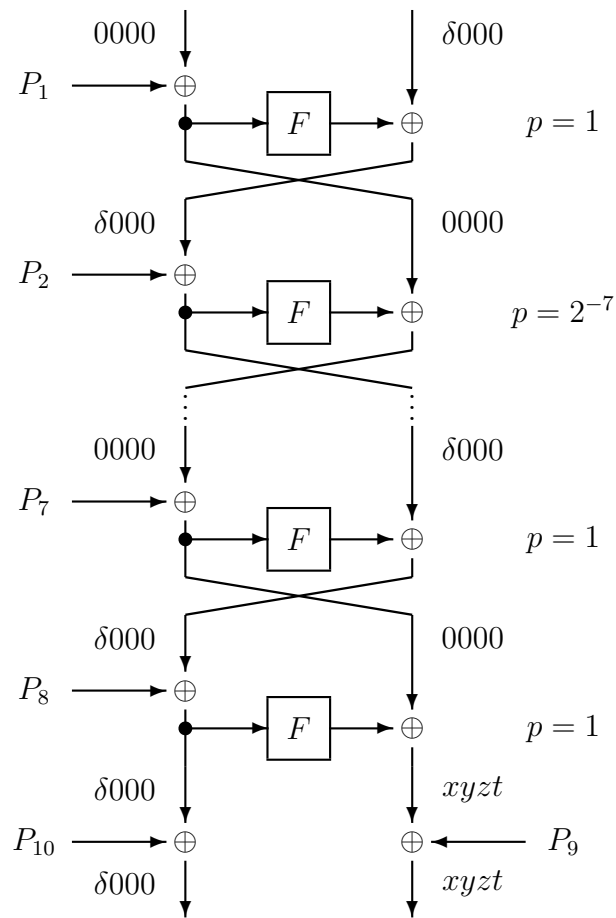 0000 δ000
P₁ ⊕ F ⊕ p = 1
δ000 0000
P₂ ⊕ F ⊕ p = 2⁻⁷
0000 δ000
P₇ ⊕ F ⊕ p = 1
δ000 0000
P₈ ⊕ F ⊕ p = 1
δ000 xyzt
P₁₀ ⊕ ⊕ P₉
δ000 xyzt